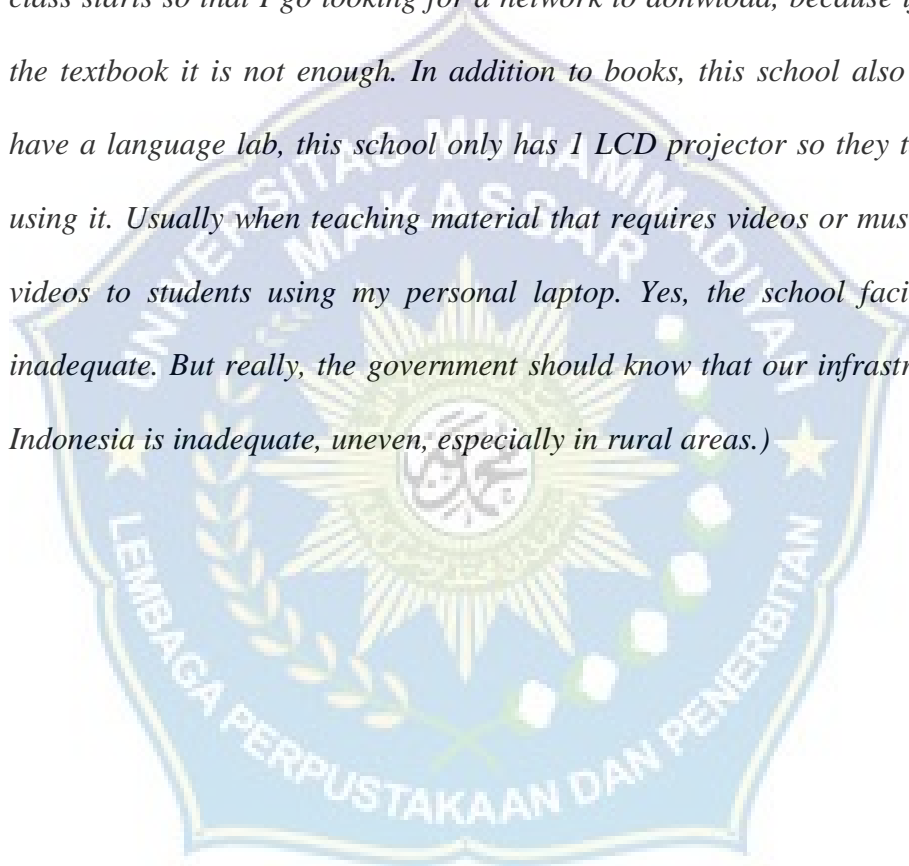 class starts so that I go looking for a network to donwload, because
the textbook it is not enough. In addition to books, this school also
have a language lab, this school only has 1 LCD projector so they
using it. Usually when teaching material that requires videos or
videos to students using my personal laptop. Yes, the school
inadequate. But really, the government should know that our
Indonesia is inadequate, uneven, especially in rural areas.)
UNIVERSITAS MUHAMMADIYAH
MAKASSAR
LEMBAGA PERPUSTAKAAN DAN PENERBITAN